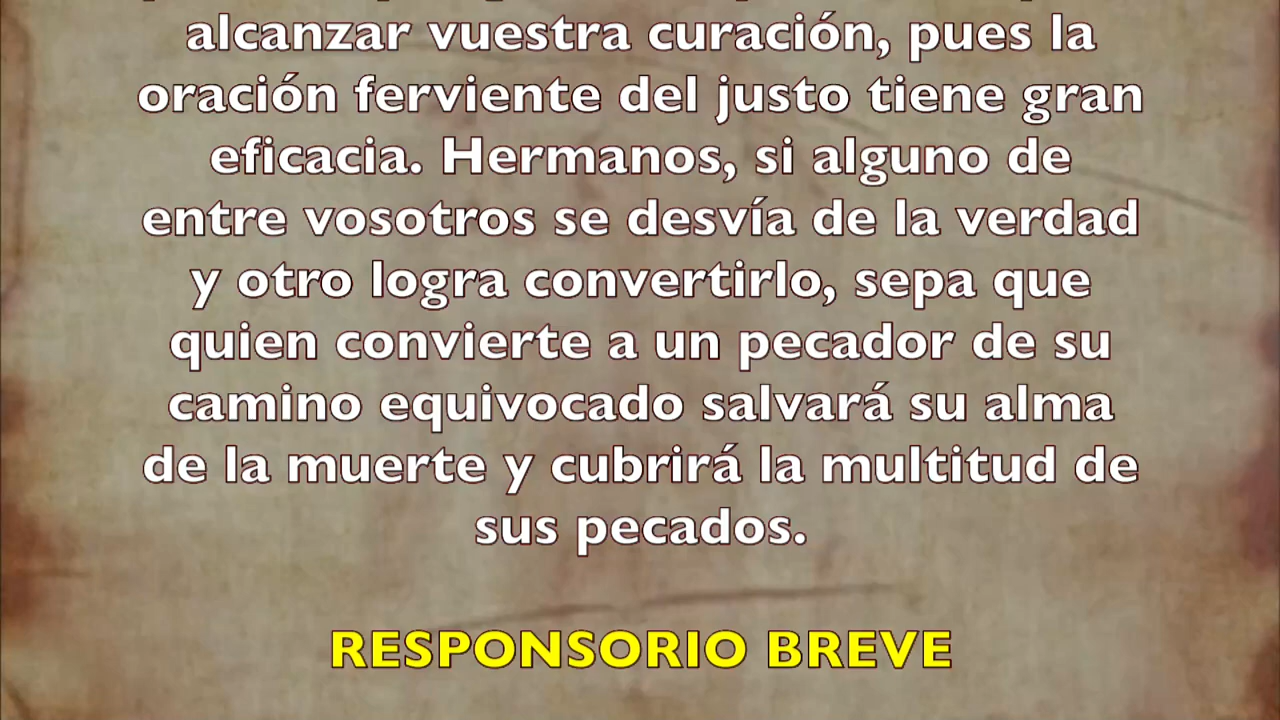 alcanzar vuestra curación, pues la
oración ferviente del justo tiene gran
eficacia. Hermanos, si alguno de
entre vosotros se desvía de la verdad
y otro logra convertirlo, sepa que
quien convierte a un pecador de su
camino equivocado salvará su alma
de la muerte y cubrirá la multitud de
sus pecados.
RESPONSORIO BREVE